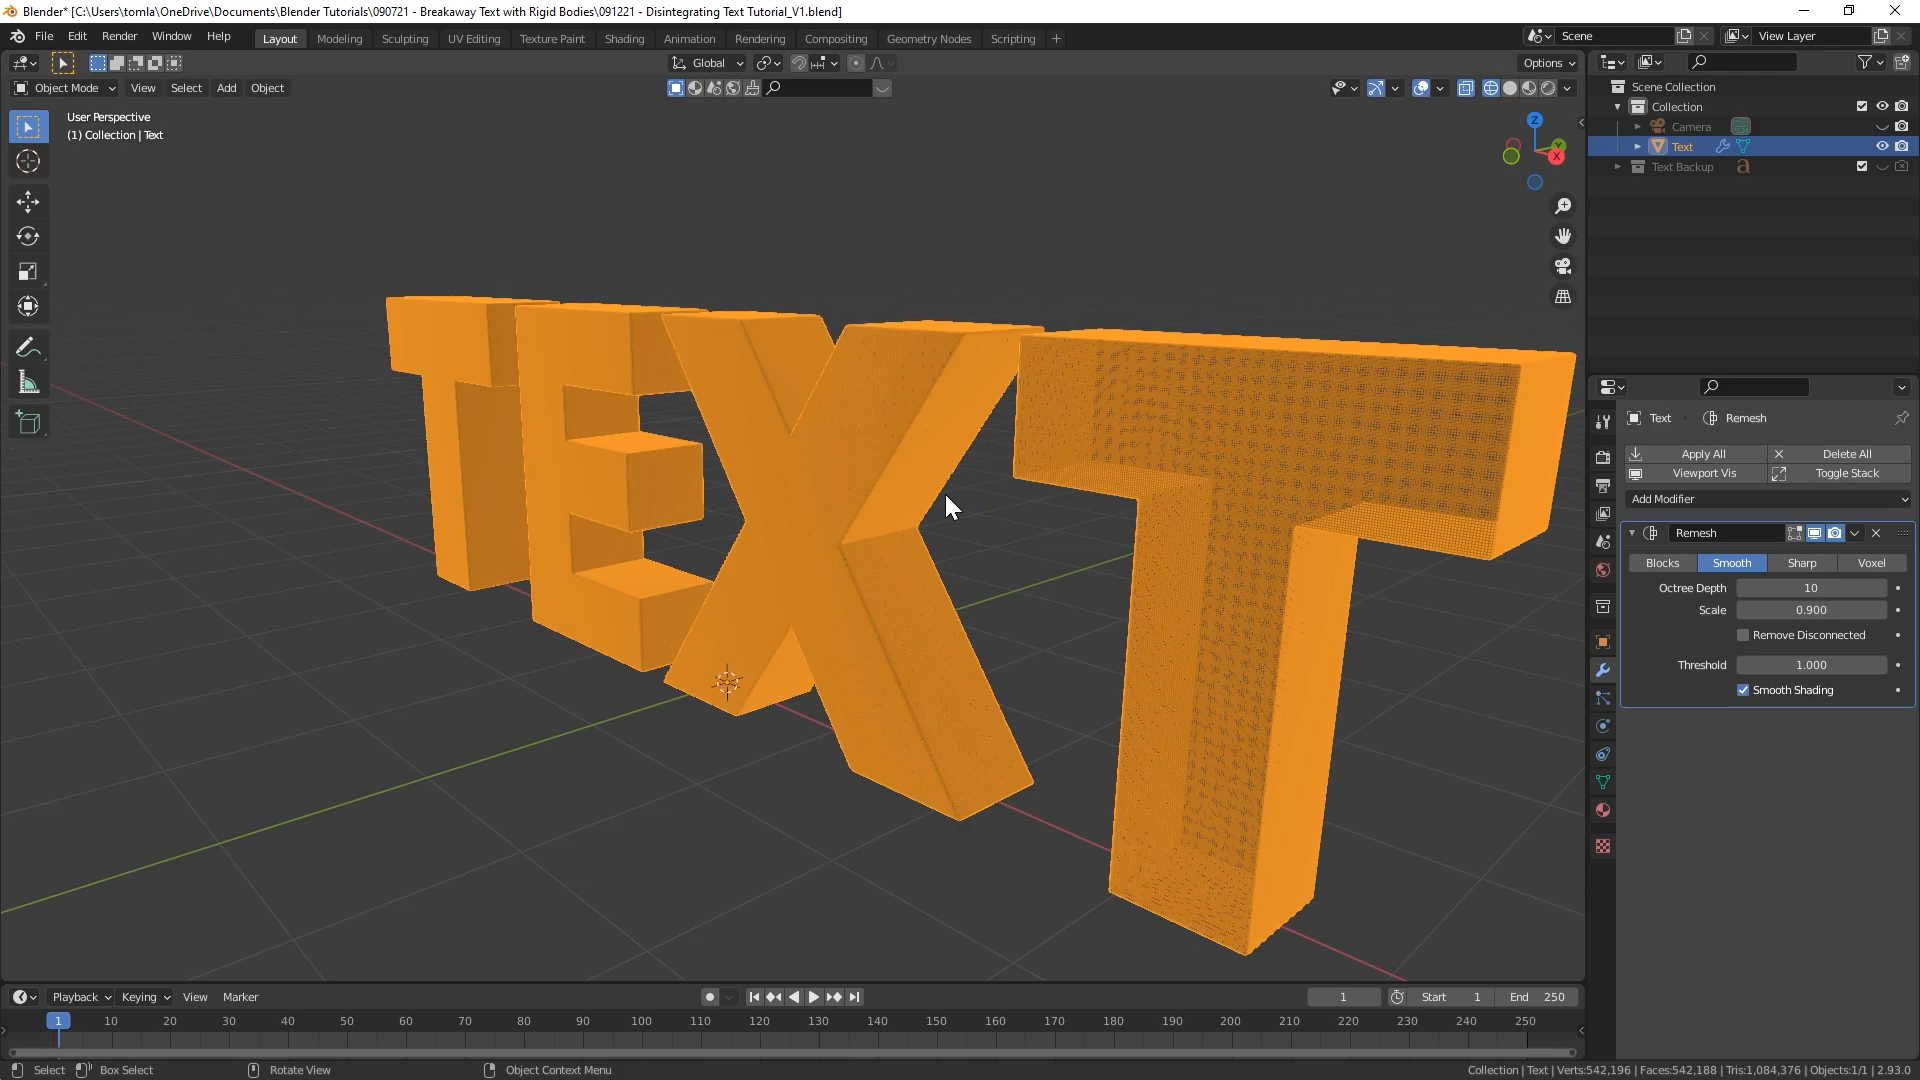 Blender* [C:\Users\tomla\OneDrive\Documents\Blender Tutorials\090721 - Breakaway Text with Rigid Bodies\091221 - Disintegrating Text Tutorial_V1.blend]
File Edit Render Window Help Layout Modeling Sculpting UV Editing Texture Paint Shading Animation Rendering Compositing Geometry Nodes Scripting + Scene View Layer
Global Options
Object Mode View Select Add Object
User Perspective
(1) Collection | Text
Z
Y
X
Scene Collection
Collection
Camera
Text
Text Backup
TEXT
Text Remesh
Apply All Delete All
Viewport Vis Toggle Stack
Add Modifier
Remesh
Blocks Smooth Sharp Voxel
Octree Depth 10
Scale 0.900
Remove Disconnected
Threshold 1.000
Smooth Shading
Playback Keying View Marker 1 Start 1 End 250
1 10 20 30 40 50 60 70 80 90 100 110 120 130 140 150 160 170 180 190 200 210 220 230 240 250
Select Box Select Rotate View Object Context Menu Collection | Text | Verts:542,196 | Faces:542,188 | Tris:1,084,376 | Objects:1/1 | 2.93.0